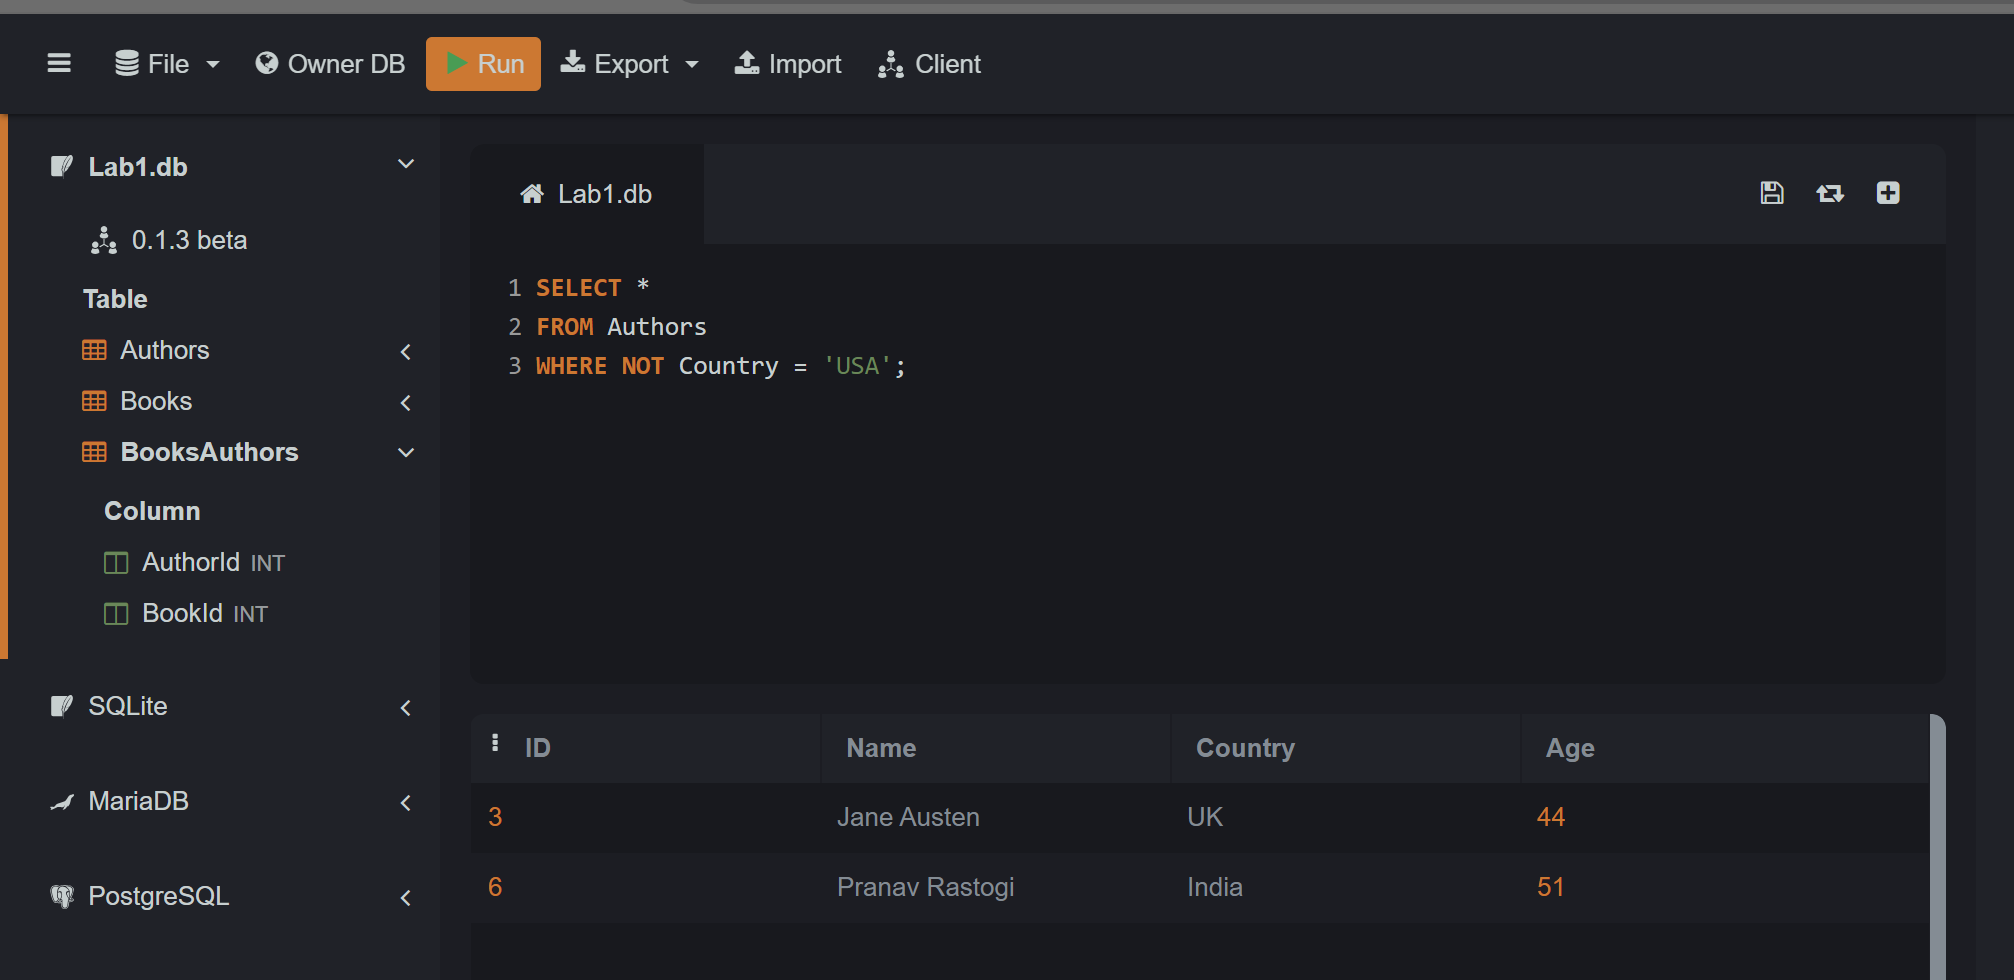 File Owner DB Run Export Import Client
Lab1.db
0.1.3 beta
Table
Authors
Books
BooksAuthors
Column
AuthorId INT
BookId INT
SQLite
MariaDB
PostgreSQL
Lab1.db
1 SELECT *
2 FROM Authors
3 WHERE NOT Country = 'USA';
ID Name Country Age
3 Jane Austen UK 44
6 Pranav Rastogi India 51